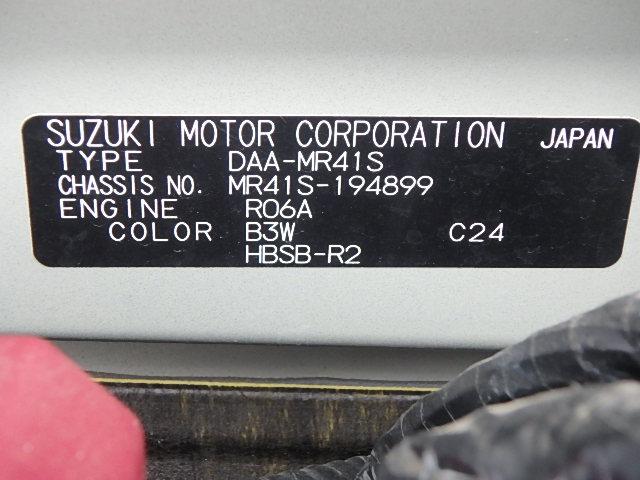 SUZUKI MOTOR CORPORATION JAPAN
TYPE DAA-MR41S
CHASSIS NO. MR41S-194899
ENGINE R06A
COLOR B3W C24
HBSB-R2